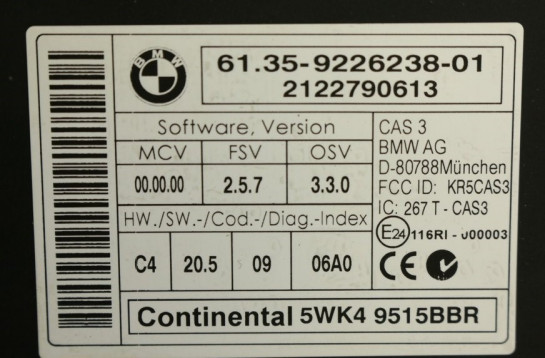 BMW
61.35-9226238-01
2122790613
Software, Version
MCV FSV OSV
00.00.00 2.5.7 3.3.0
HW./SW.-/Cod.-/Diag.-Index
C4 20.5 09 06A0
CAS 3
BMW AG
D-80788München
FCC ID: KR5CAS3
IC: 267 T - CAS3
E24 116RI - 000003
CE
Continental 5WK4 9515BBR